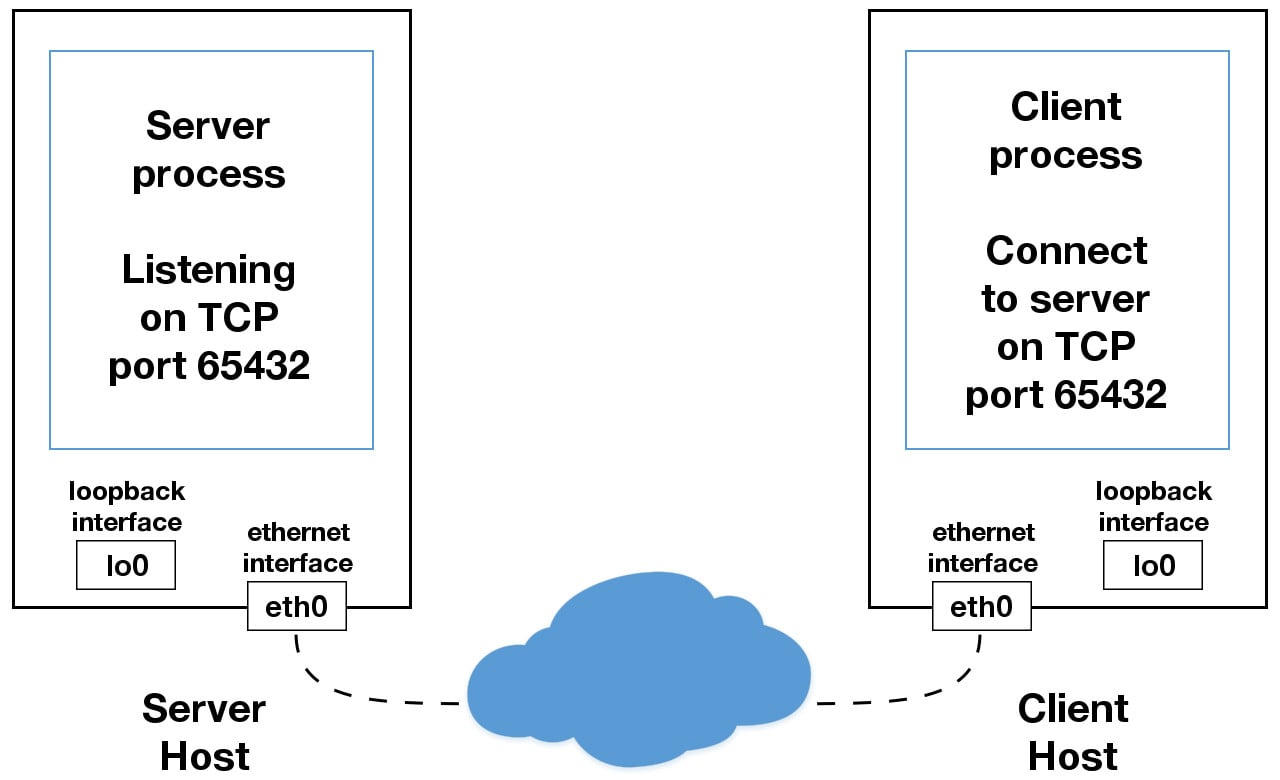 Server
process
Listening
on TCP
port 65432
loopback
interface
lo0
ethernet
interface
eth0
Server
Host
Client
process
Connect
to server
on TCP
port 65432
ethernet
interface
eth0
loopback
interface
lo0
Client
Host